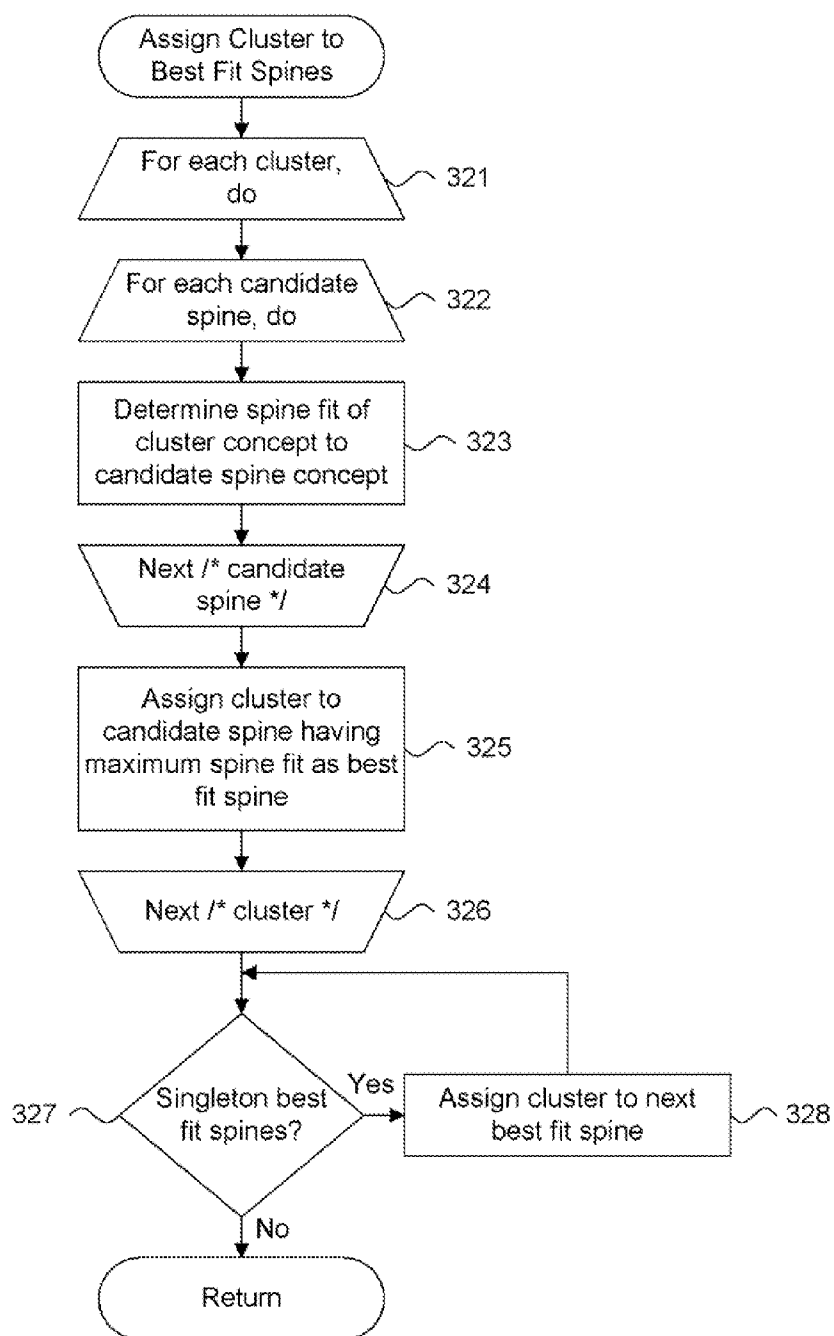 Assign Cluster to
Best Fit Spines
For each cluster,
do
321
For each candidate
spine, do
322
Determine spine fit of
cluster concept to
candidate spine concept
323
Next /* candidate
spine */
324
Assign cluster to
candidate spine having
maximum spine fit as best
fit spine
325
Next /* cluster */
326
327
Singleton best
fit spines?
Yes
Assign cluster to next
best fit spine
328
No
Return